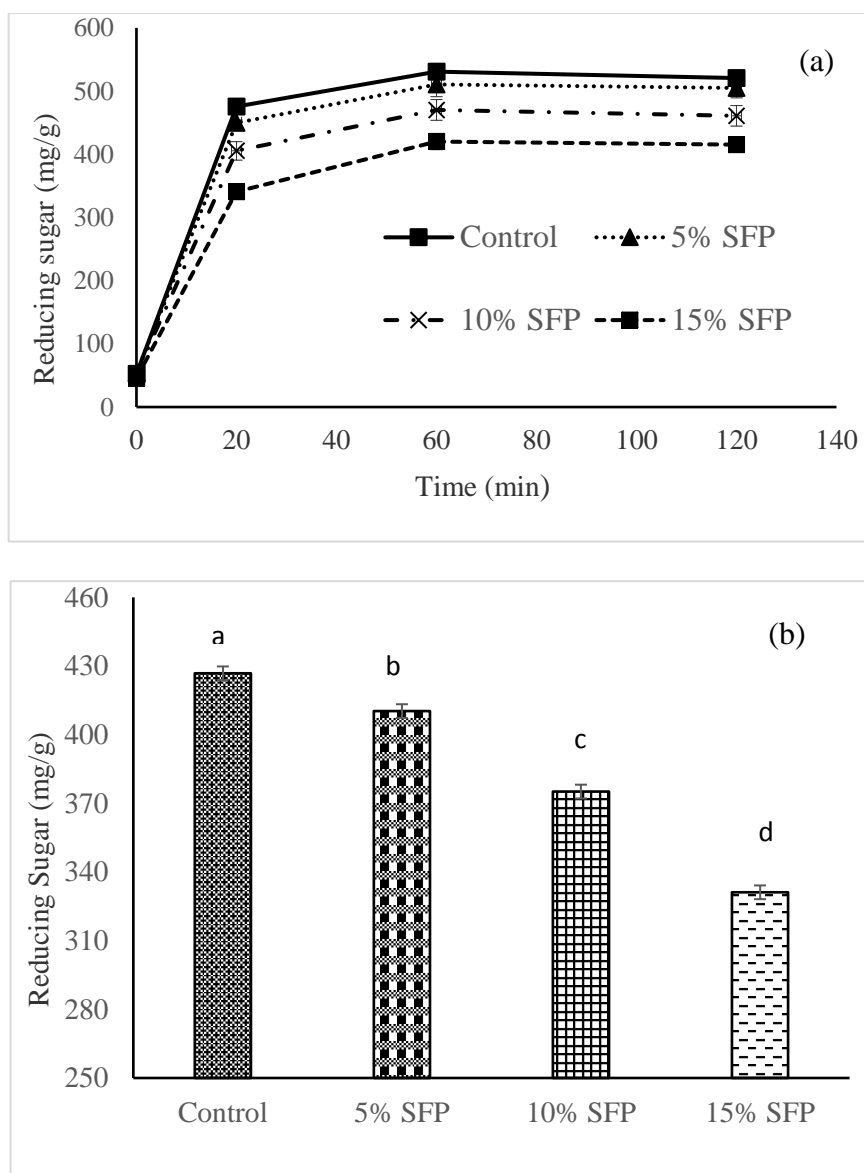 600
(a)
500
400
300
200
100
0
Reducing sugar (mg/g)
Control 5% SFP
10% SFP 15% SFP
0 20 40 60 80 100 120 140
Time (min)
460
(b)
430
400
370
340
310
280
250
Reducing Sugar (mg/g)
a
b
c
d
Control 5% SFP 10% SFP 15% SFP